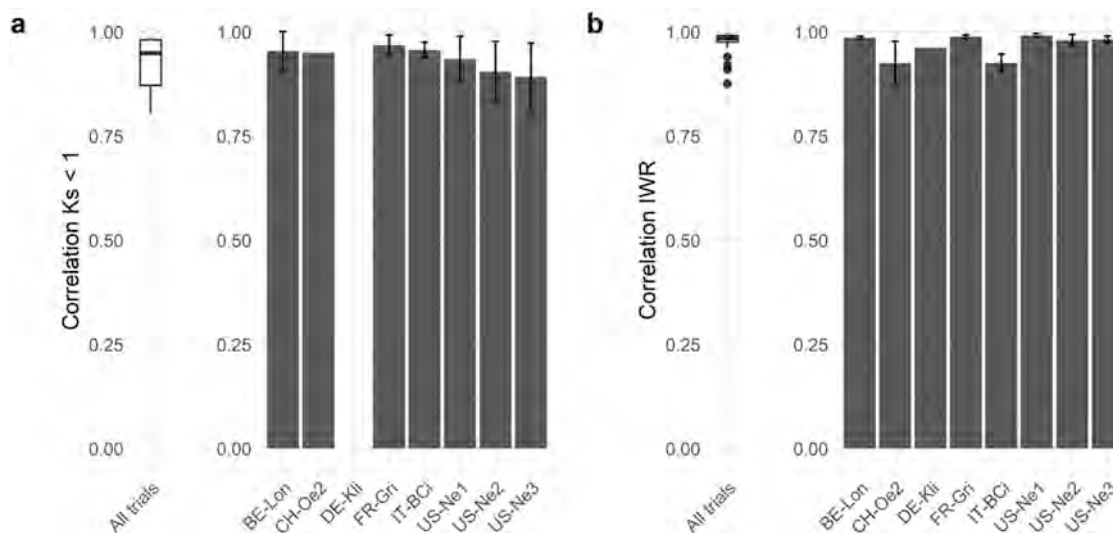 a
Correlation Ks < 1
1.00
0.75
0.50
0.25
0.00
All trials
1.00
0.75
0.50
0.25
0.00
BE-Lon
CH-Oe2
DE-Kli
FR-Gri
IT-BCi
US-Ne1
US-Ne2
US-Ne3
b
Correlation IWR
1.00
0.75
0.50
0.25
0.00
All trials
1.00
0.75
0.50
0.25
0.00
BE-Lon
CH-Oe2
DE-Kli
FR-Gri
IT-BCi
US-Ne1
US-Ne2
US-Ne3